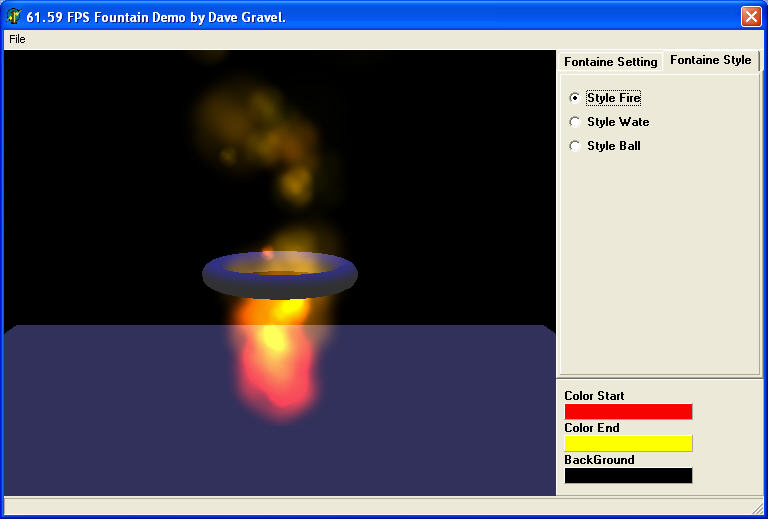 61.59 FPS Fountain Demo by Dave Gravel.
File
Fontaine Setting
Fontaine Style
Style Fire
Style Wate
Style Ball
Color Start
Color End
BackGround